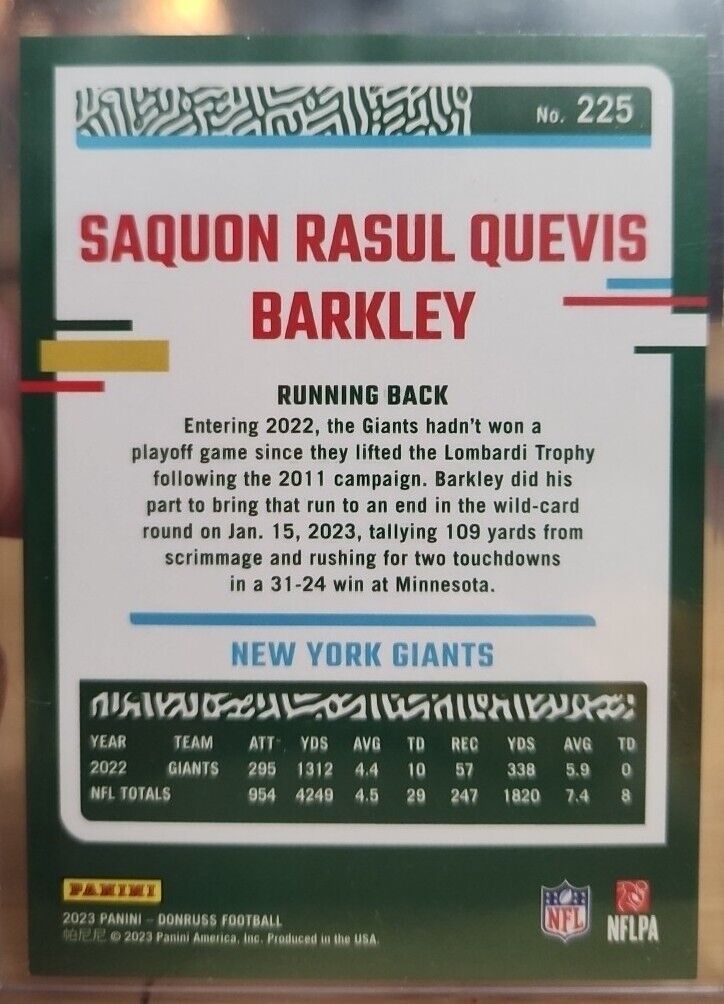 No. 225
SAQUON RASUL QUEVIS
BARKLEY
RUNNING BACK
Entering 2022, the Giants hadn't won a
playoff game since they lifted the Lombardi Trophy
following the 2011 campaign. Barkley did his
part to bring that run to an end in the wild-card
round on Jan. 15, 2023, tallying 109 yards from
scrimmage and rushing for two touchdowns
in a 31-24 win at Minnesota.
NEW YORK GIANTS
YEAR TEAM ATT YDS AVG TD REC YDS AVG TD
2022 GIANTS 295 1312 4.4 10 57 338 5.9 0
NFL TOTALS 954 4249 4.5 29 247 1820 7.4 8
PANINI
2023 PANINI – DONRUSS FOOTBALL
帕尼尼 © 2023 Panini America, Inc. Produced in the USA.
NFL
NFLPA